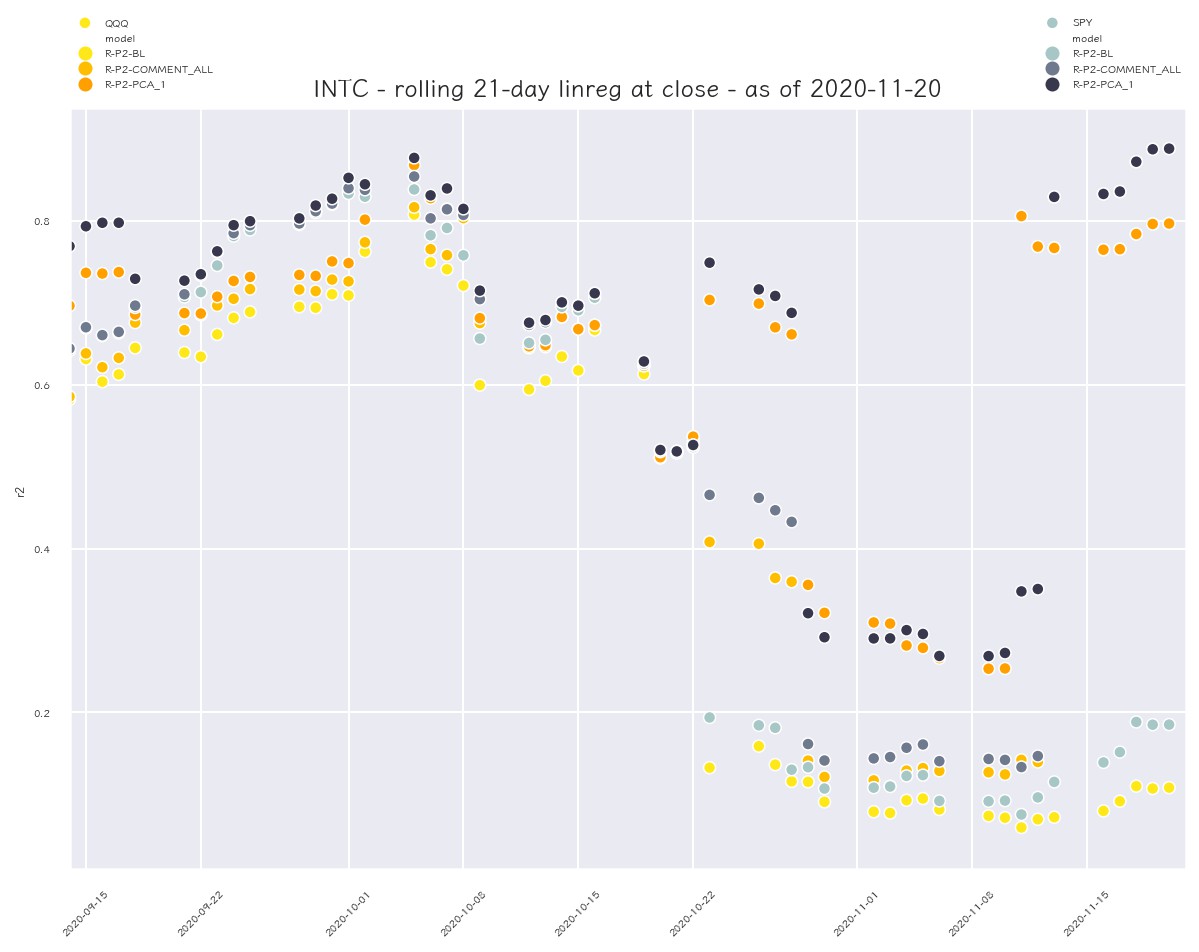 QQQ
model
R-P2-BL
R-P2-COMMENT_ALL
R-P2-PCA_1
SPY
model
R-P2-BL
R-P2-COMMENT_ALL
R-P2-PCA_1
INTC - rolling 21-day linreg at close - as of 2020-11-20
0.8
0.6
r2
0.4
0.2
2020-09-15
2020-09-22
2020-10-01
2020-10-08
2020-10-15
2020-10-22
2020-11-01
2020-11-08
2020-11-15